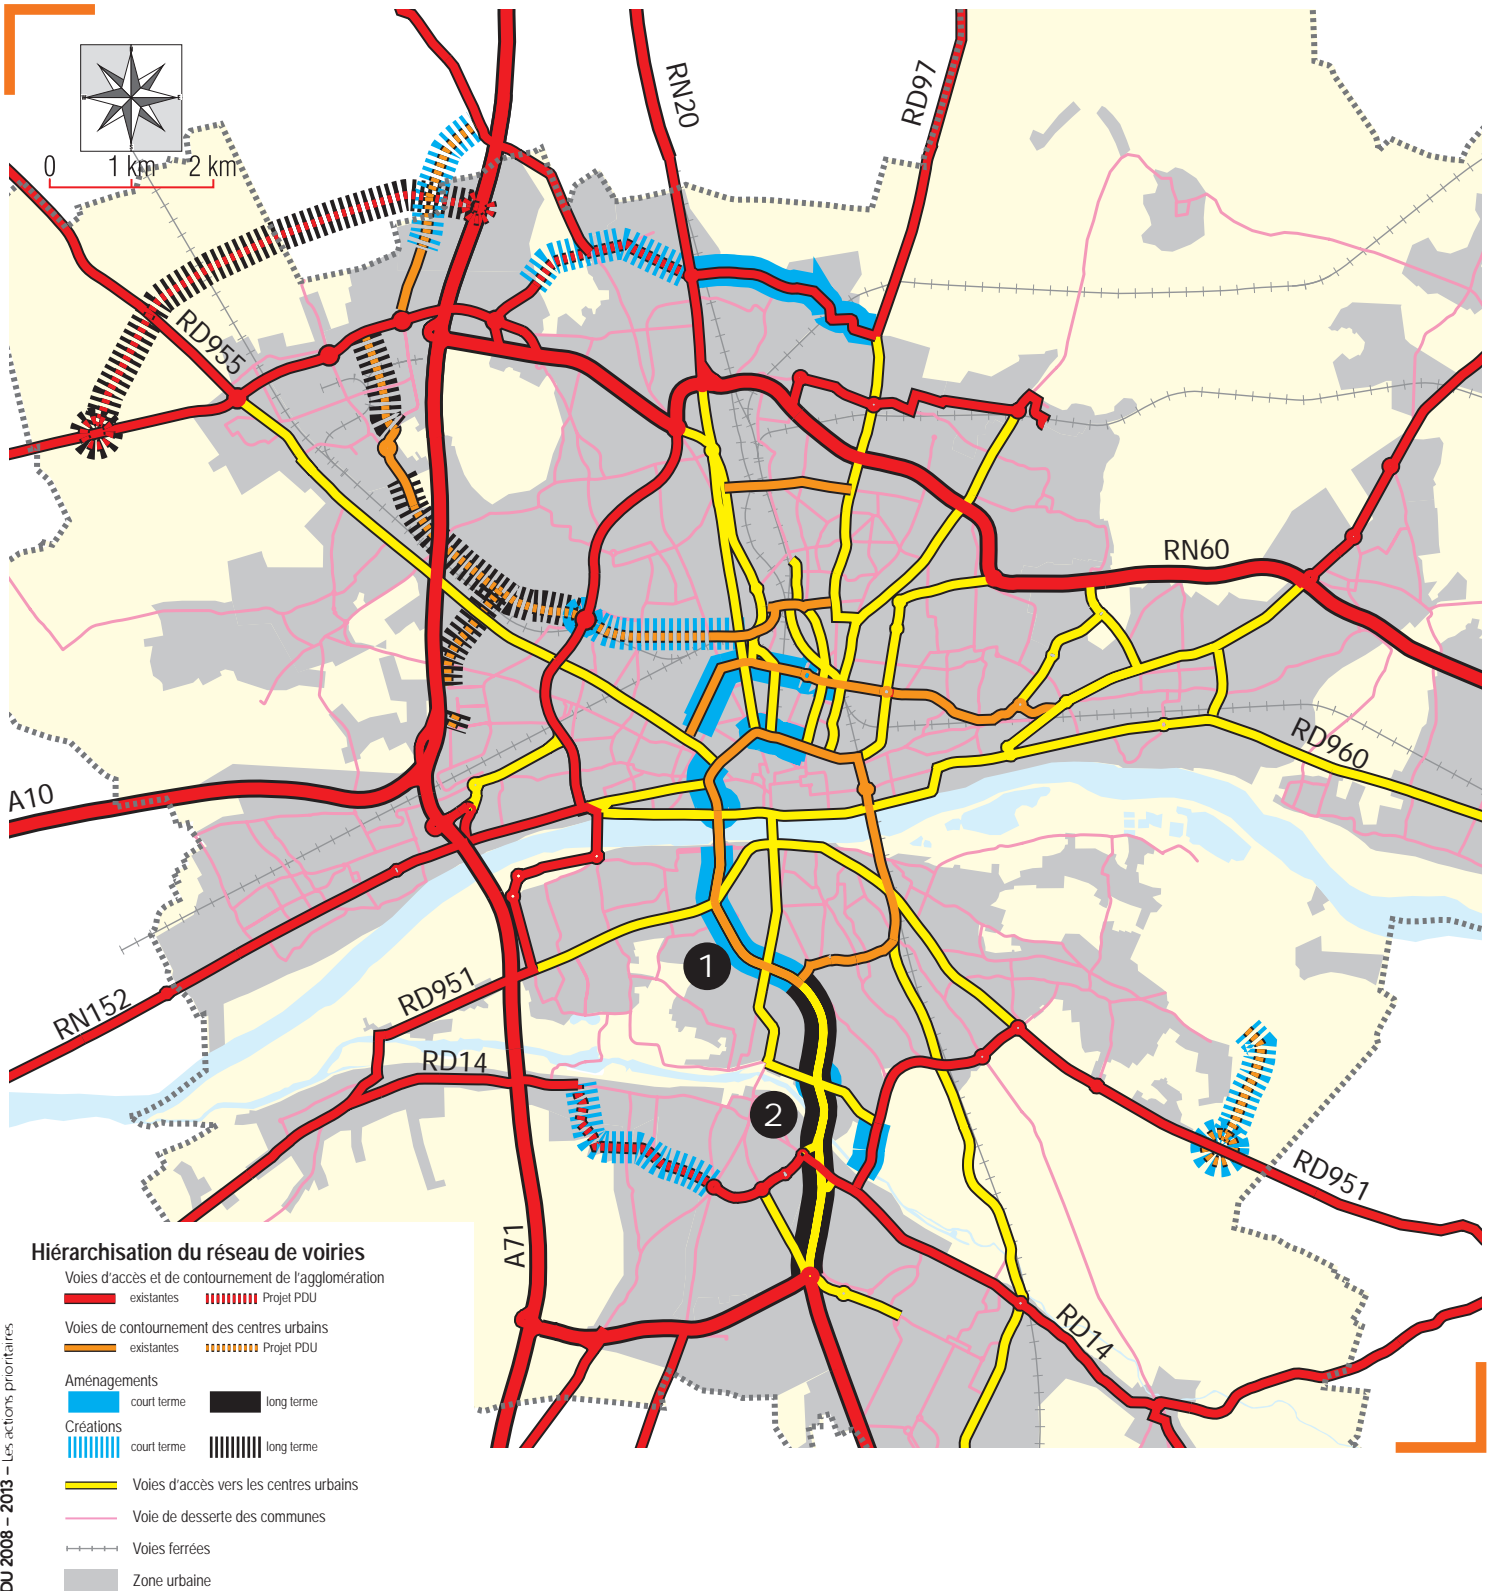 0 1 km 2 km
RN20
RD97
RD955
RN60
RD960
A10
RN152
RD951
RD14
1
2
RD951
A71
RD14
Hiérarchisation du réseau de voiries
Voies d'accès et de contournement de l'agglomération
existantes Projet PDU
Voies de contournement des centres urbains
existantes Projet PDU
Aménagements
court terme long terme
Créations
court terme long terme
Voies d'accès vers les centres urbains
Voie de desserte des communes
Voies ferrées
Zone urbaine
DU 2008 – 2013 – Les actions prioritaires